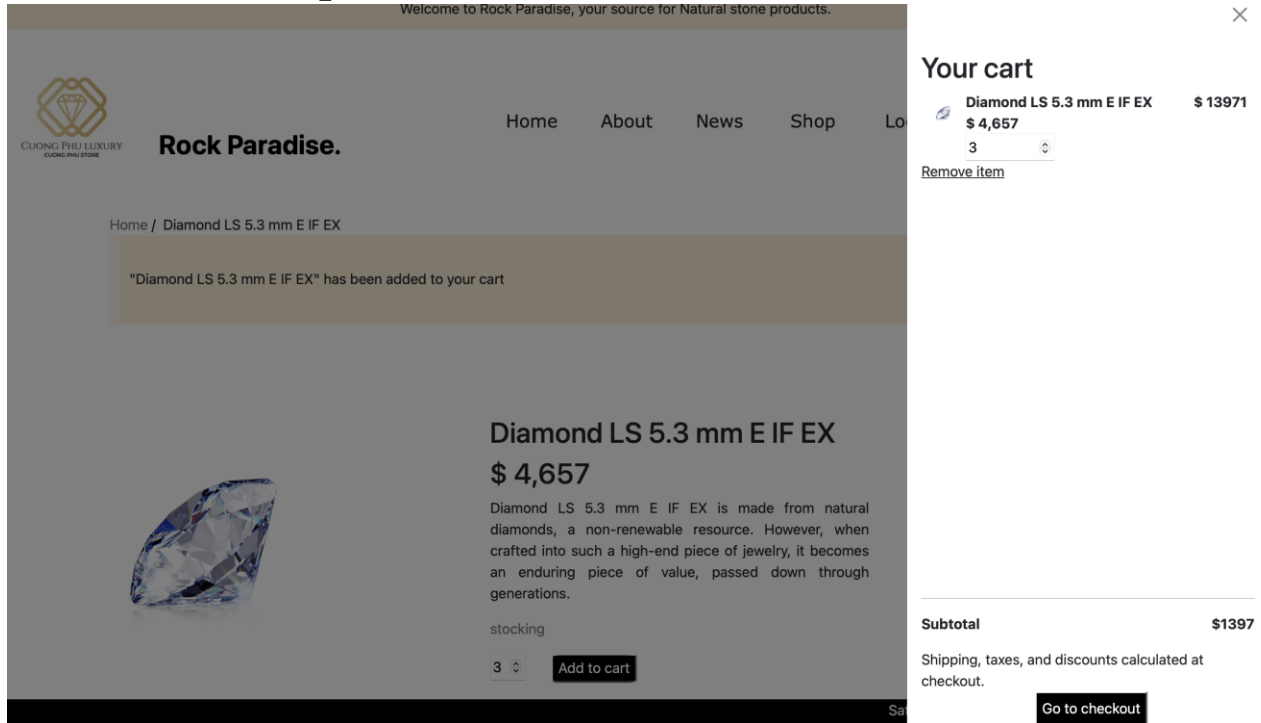 Welcome to Rock Paradise, your source for Natural stone products.
CUONG PHU LUXURY
CUONG PHU STORE
Rock Paradise.
Home
About
News
Shop
Lo
Home / Diamond LS 5.3 mm E IF EX
"Diamond LS 5.3 mm E IF EX" has been added to your cart
Diamond LS 5.3 mm E IF EX
$ 4,657
Diamond LS 5.3 mm E IF EX is made from natural
diamonds, a non-renewable resource. However, when
crafted into such a high-end piece of jewelry, it becomes
an enduring piece of value, passed down through
generations.
stocking
3
Add to cart
Sa
Your cart
Diamond LS 5.3 mm E IF EX $ 13971
$ 4,657
3
Remove item
Subtotal $1397
Shipping, taxes, and discounts calculated at
checkout.
Go to checkout